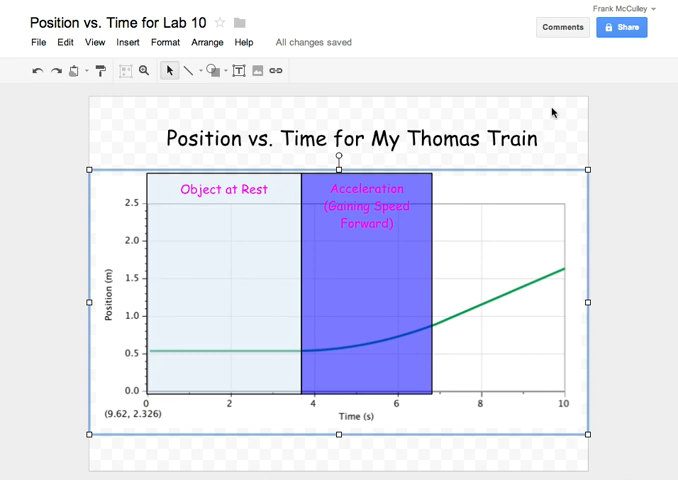 Frank McCulley
Position vs. Time for Lab 10
Comments
Share
File Edit View Insert Format Arrange Help All changes saved
Position vs. Time for My Thomas Train
Object at Rest
Acceleration
(Gaining Speed
Forward)
2.5
2.0
1.5
1.0
0.5
0.0
Position (m)
0 2 4 6 8 10
(9.62, 2.326)
Time (s)